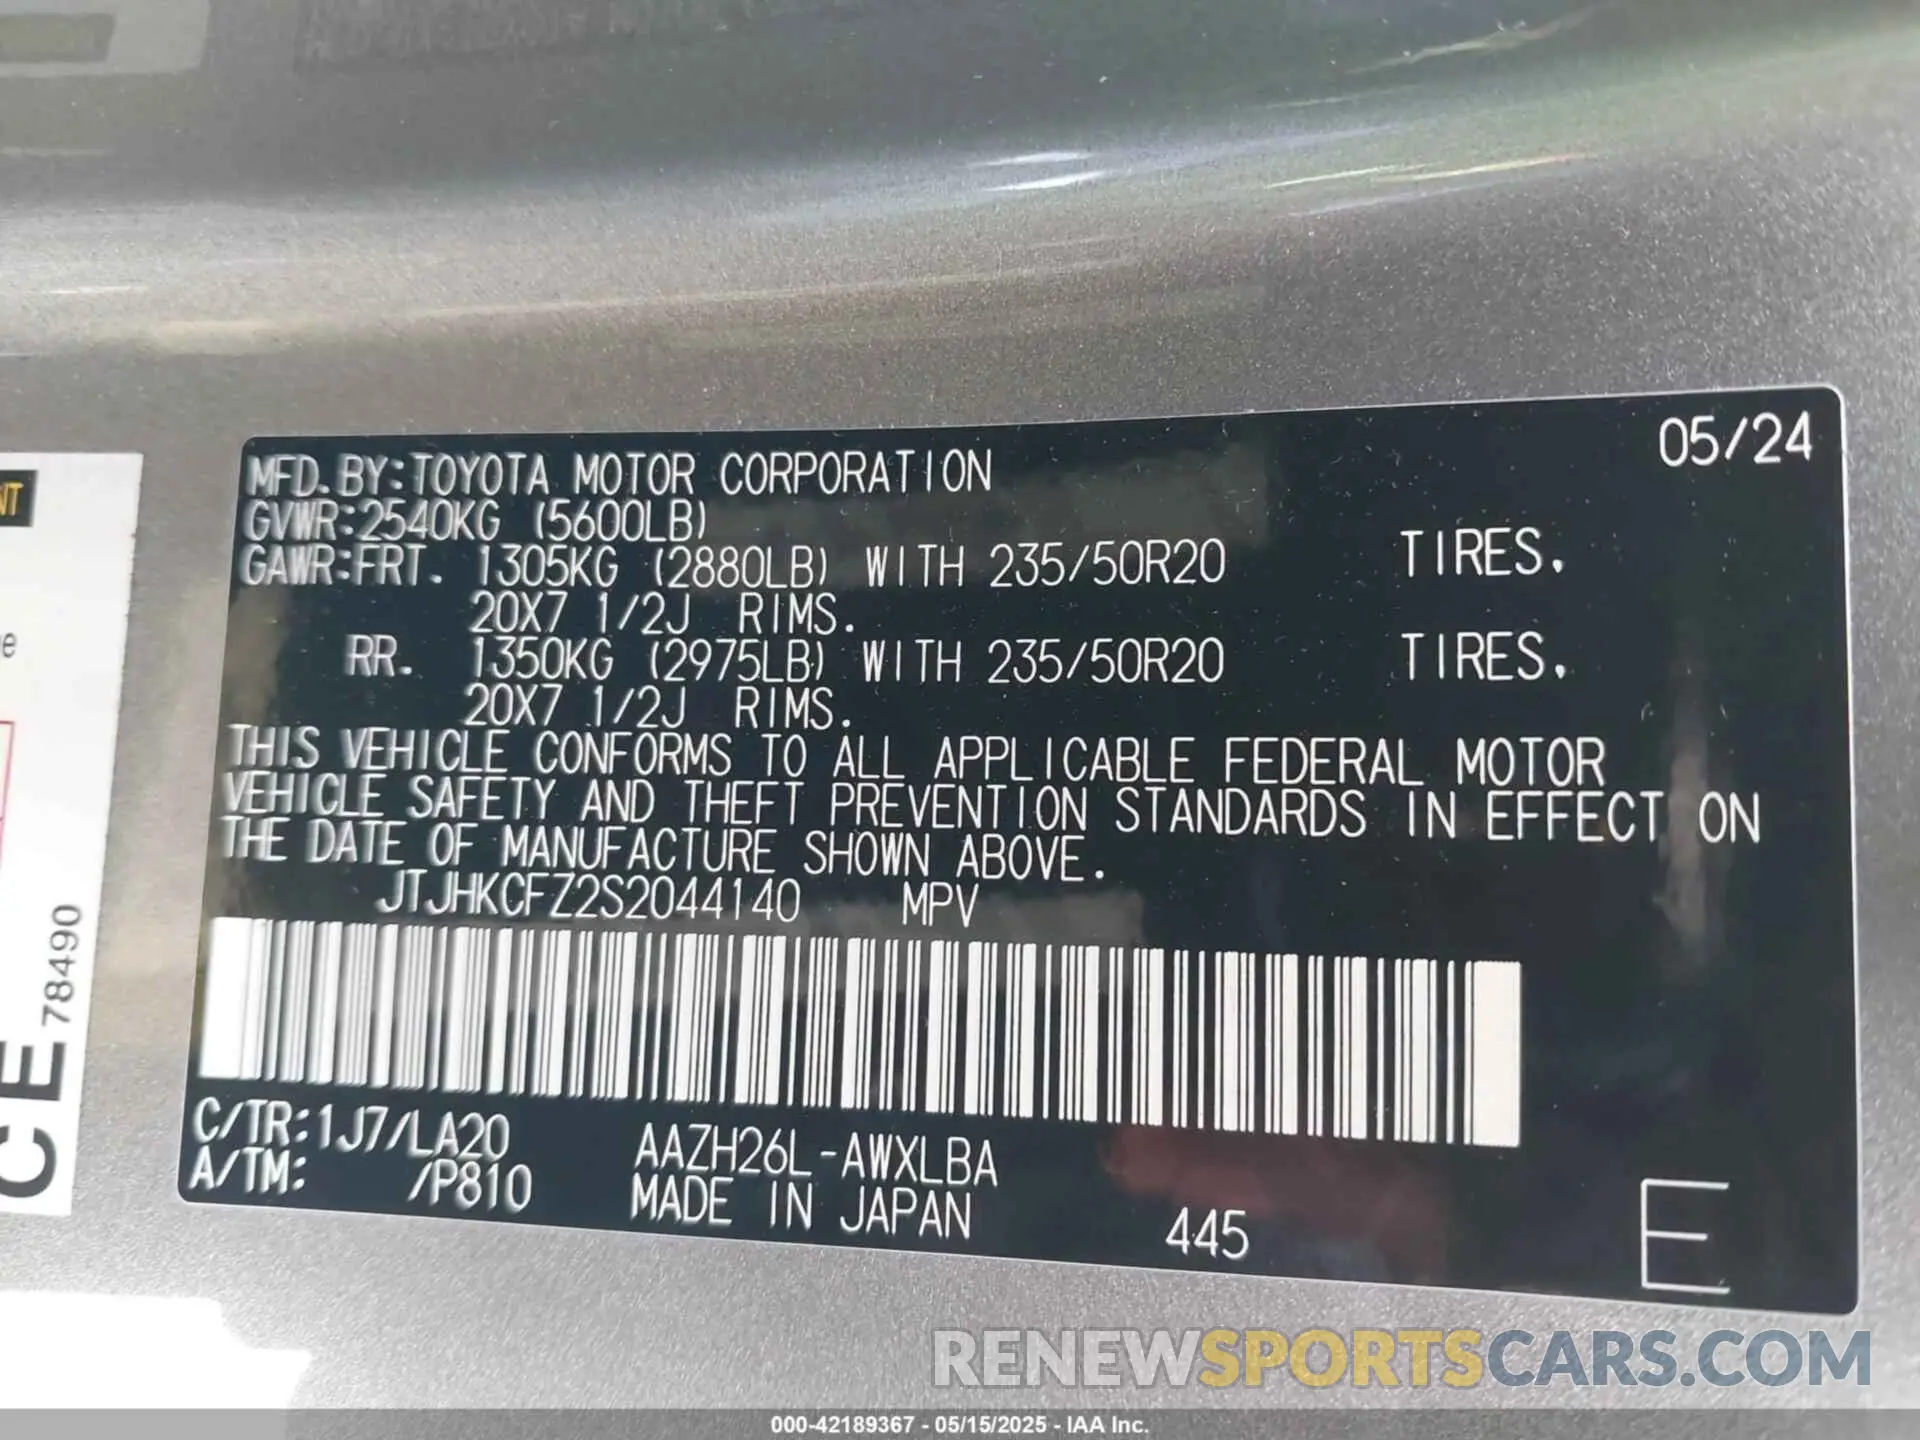 05/24
MFD.BY:TOYOTA MOTOR CORPORATION
GVWR:2540KG (5600LB)
GAWR:FRT. 1305KG (2880LB) WITH 235/50R20 TIRES.
20X7 1/2J RIMS.
RR. 1350KG (2975LB) WITH 235/50R20 TIRES.
20X7 1/2J RIMS.
THIS VEHICLE CONFORMS TO ALL APPLICABLE FEDERAL MOTOR
VEHICLE SAFETY AND THEFT PREVENTION STANDARDS IN EFFECT ON
THE DATE OF MANUFACTURE SHOWN ABOVE.
JTJHKCFZ2S2044140 MPV
C/TR:1J7/LA20 AAZH26L-AWXLBA
A/TM: /P810 MADE IN JAPAN 445 E
CE 78490
RENEWSPORTSCARS.COM
000-42189367 - 05/15/2025 - IAA Inc.